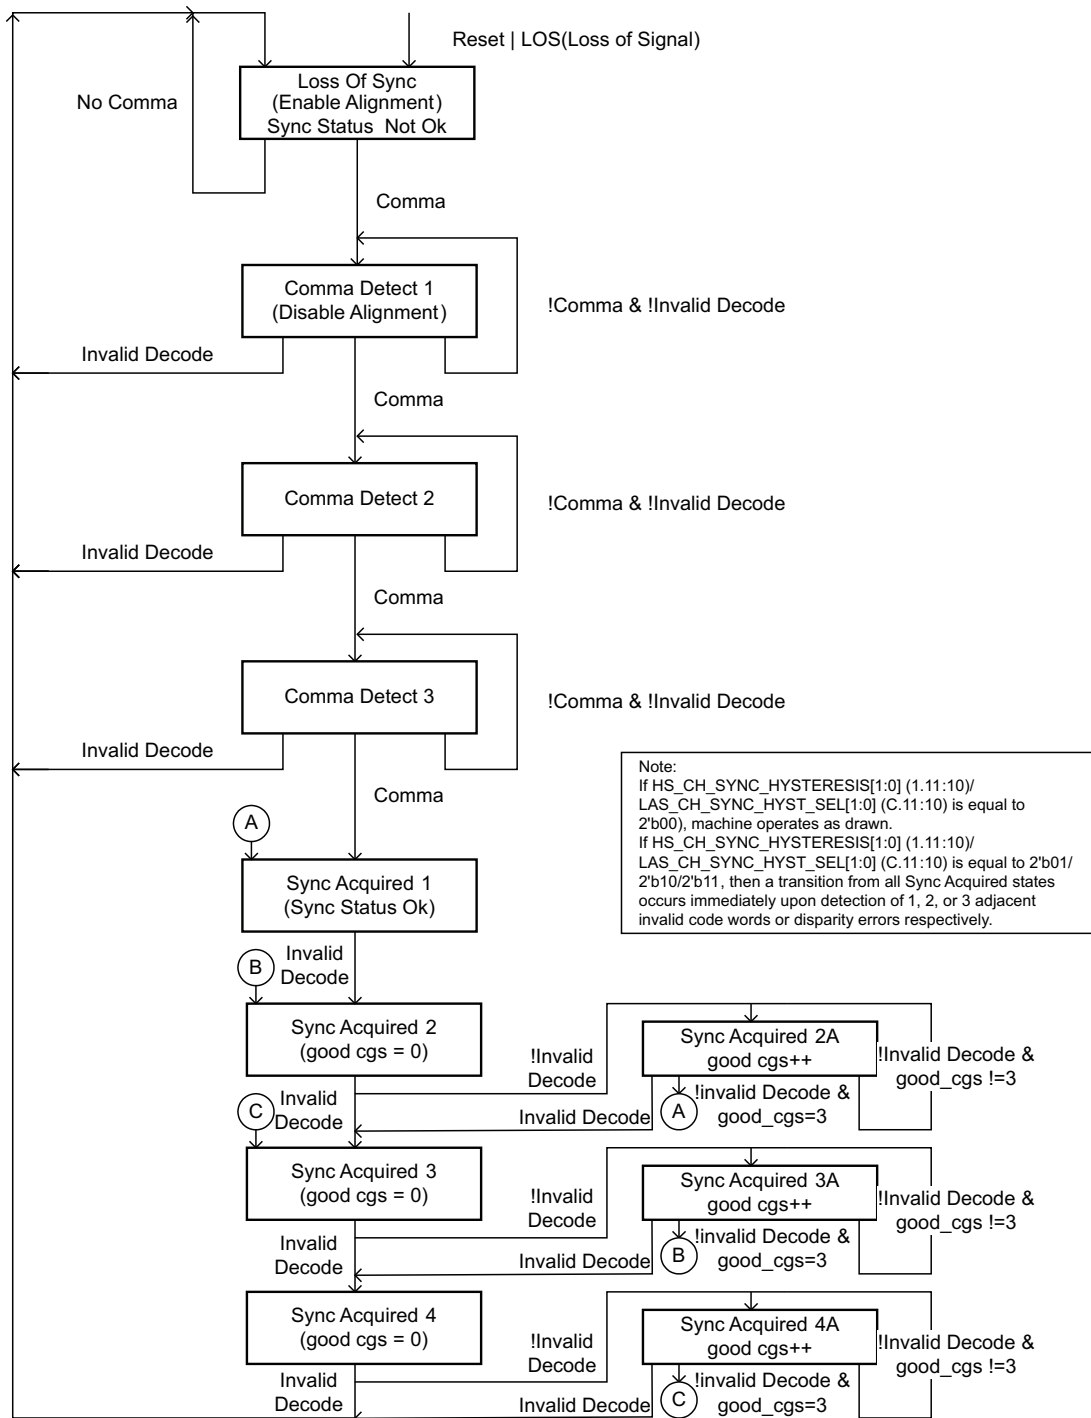 Reset | LOS(Loss of Signal)
Loss Of Sync
(Enable Alignment)
Sync Status Not Ok
No Comma
Comma
Comma Detect 1
(Disable Alignment)
!Comma & !Invalid Decode
Invalid Decode
Comma
Comma Detect 2
!Comma & !Invalid Decode
Invalid Decode
Comma
Comma Detect 3
!Comma & !Invalid Decode
Invalid Decode
Comma
Note:
If HS_CH_SYNC_HYSTERESIS[1:0] (1.11:10)/
LAS_CH_SYNC_HYST_SEL[1:0] (C.11:10) is equal to
2'b00), machine operates as drawn.
If HS_CH_SYNC_HYSTERESIS[1:0] (1.11:10)/
LAS_CH_SYNC_HYST_SEL[1:0] (C.11:10) is equal to 2'b01/
2'b10/2'b11, then a transition from all Sync Acquired states
occurs immediately upon detection of 1, 2, or 3 adjacent
invalid code words or disparity errors respectively.
A
Sync Acquired 1
(Sync Status Ok)
Invalid
Decode
B
Sync Acquired 2
(good cgs = 0)
!Invalid
Decode
Sync Acquired 2A
good cgs++
!Invalid Decode &
good_cgs !=3
Invalid
Decode
C
Invalid Decode
A
!invalid Decode &
good_cgs=3
Sync Acquired 3
(good cgs = 0)
!Invalid
Decode
Sync Acquired 3A
good cgs++
!Invalid Decode &
good_cgs !=3
Invalid
Decode
Invalid Decode
B
!invalid Decode &
good_cgs=3
Sync Acquired 4
(good cgs = 0)
!Invalid
Decode
Sync Acquired 4A
good cgs++
!Invalid Decode &
good_cgs !=3
Invalid
Decode
Invalid Decode
C
!invalid Decode &
good_cgs=3